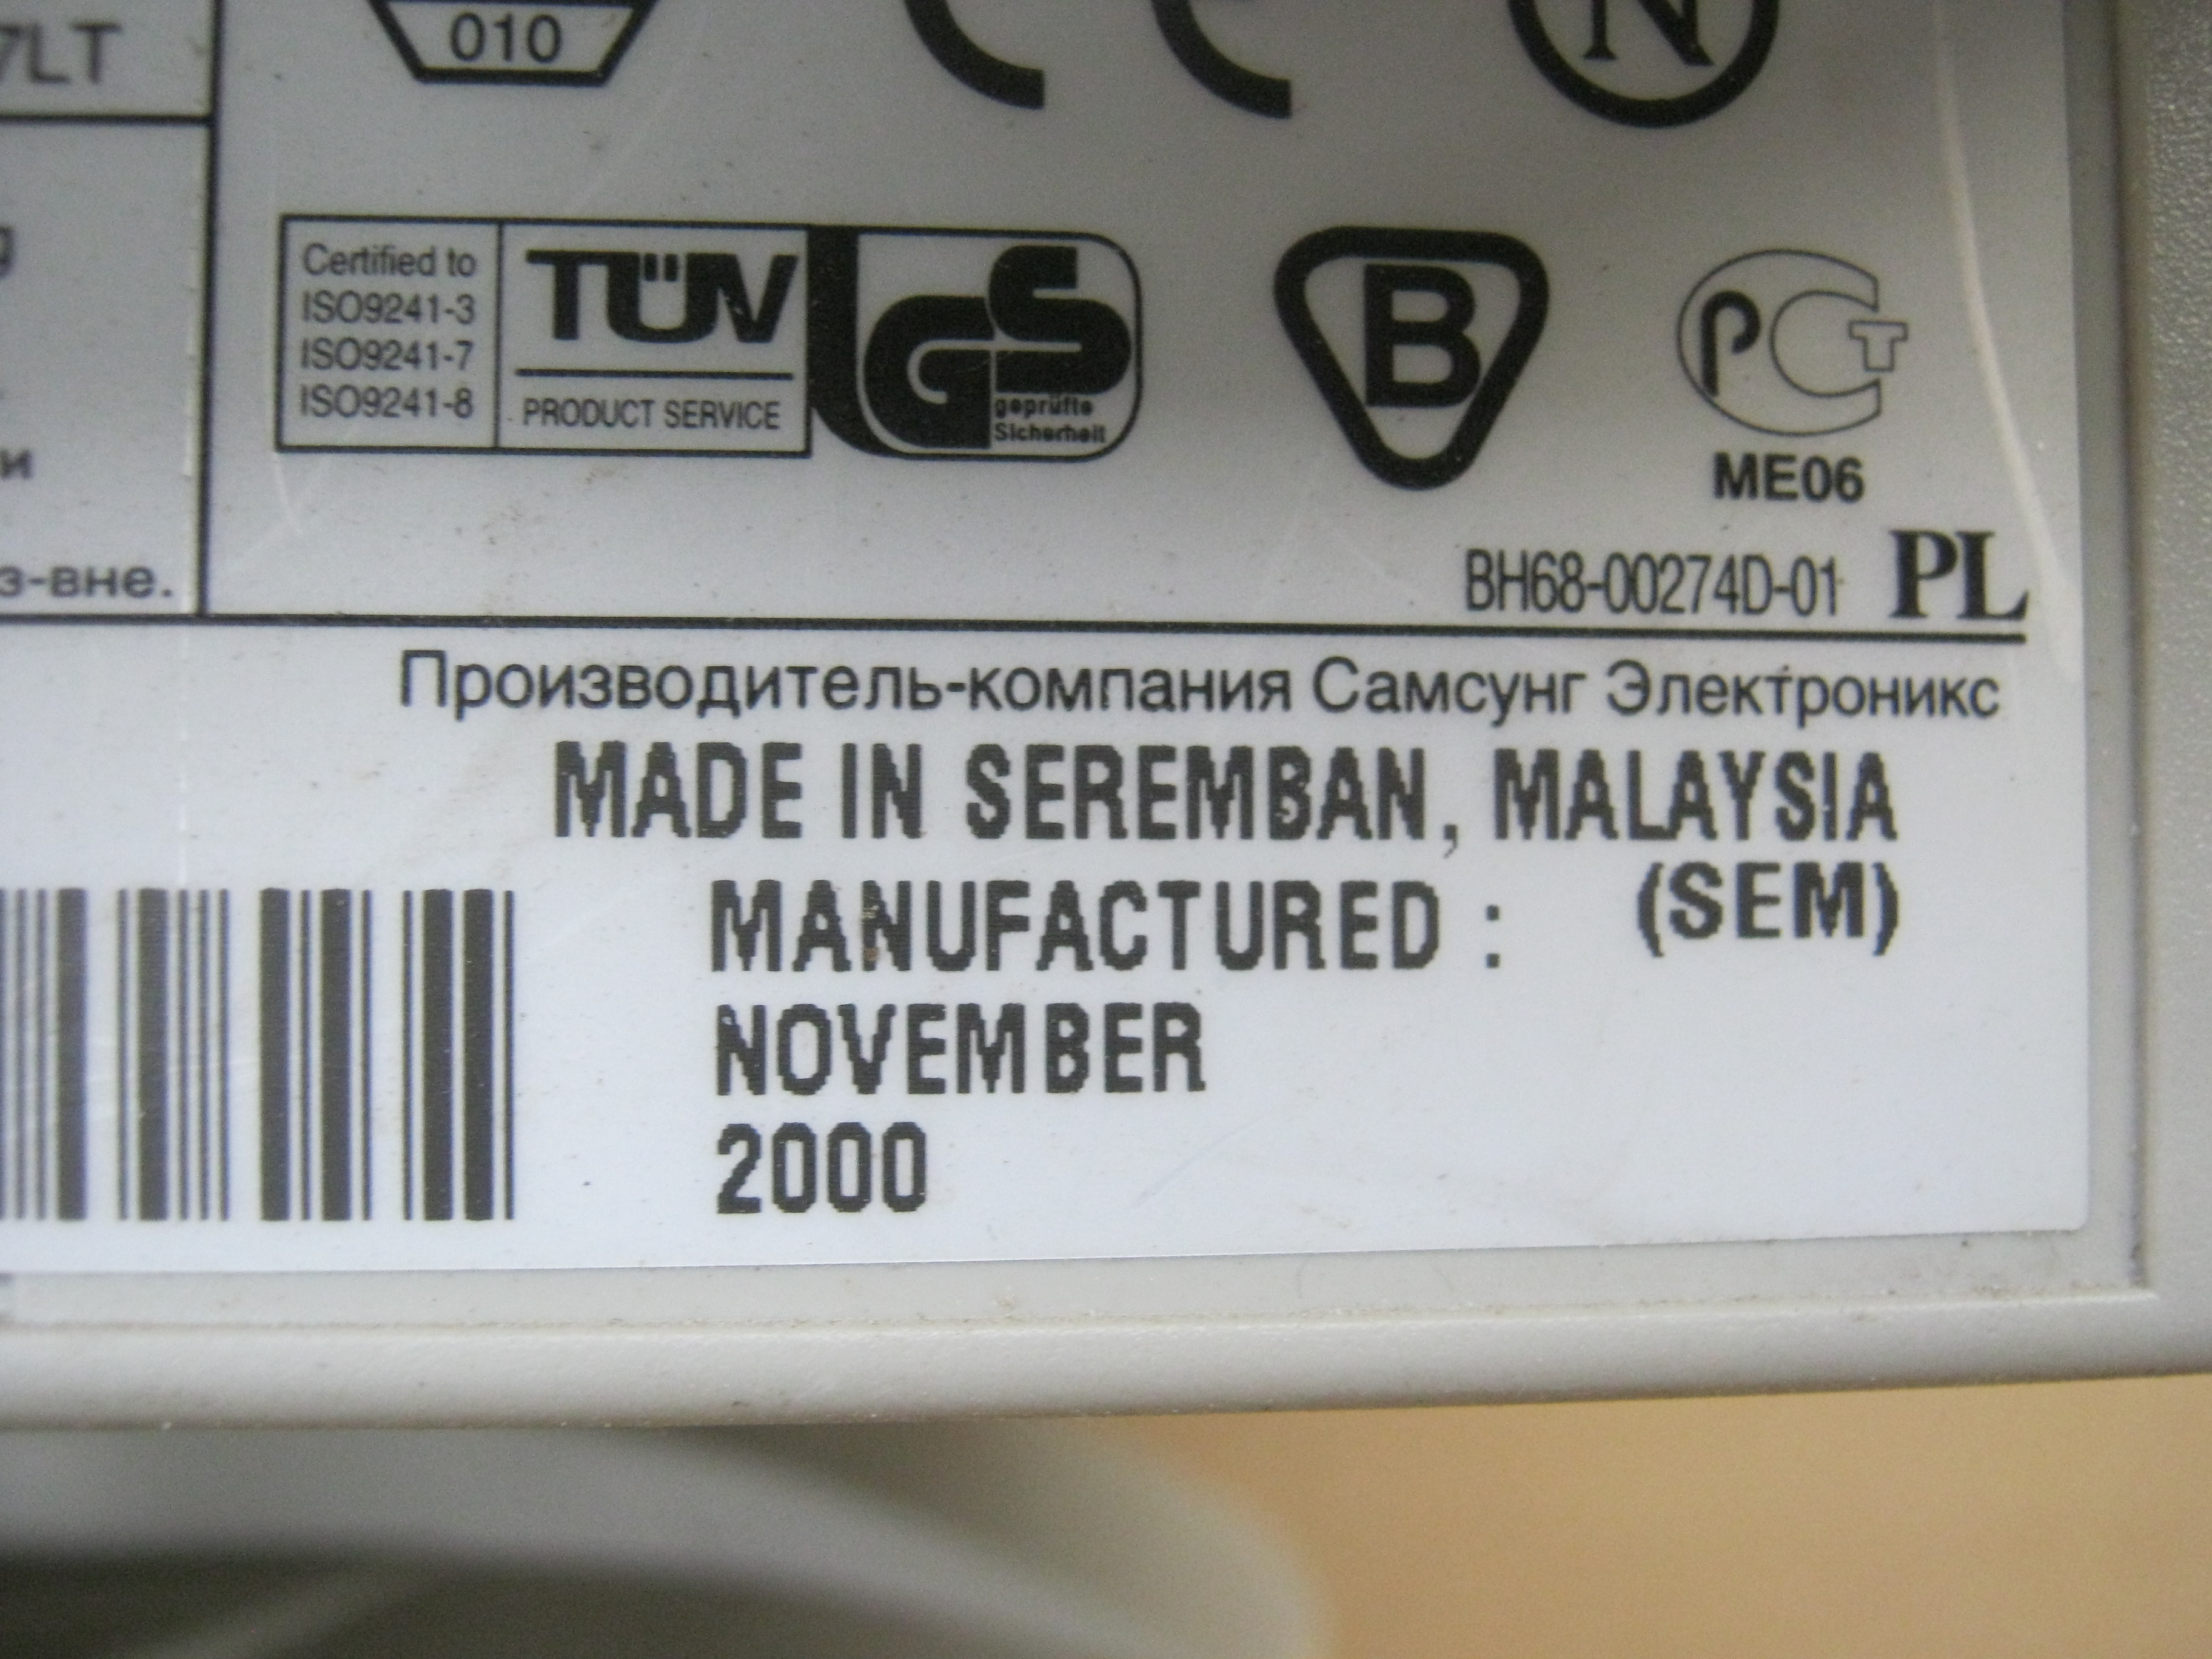 7LT
010
CE
N
Certified to
ISO9241-3
ISO9241-7
ISO9241-8
TÜV
PRODUCT SERVICE
GS
geprüfte
Sicherheit
B
РСТ
ME06
и
з-вне.
BH68-00274D-01 PL
Производитель-компания Самсунг Электроникс
MADE IN SEREMBAN, MALAYSIA
MANUFACTURED : (SEM)
NOVEMBER
2000